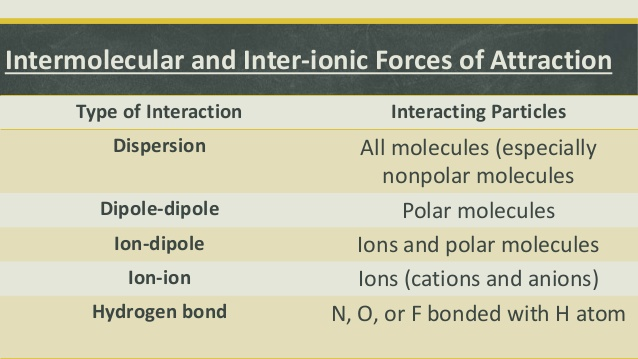 Intermolecular and Inter-ionic Forces of Attraction
Type of Interaction Interacting Particles
Dispersion All molecules (especially
nonpolar molecules
Dipole-dipole Polar molecules
Ion-dipole Ions and polar molecules
Ion-ion Ions (cations and anions)
Hydrogen bond N, O, or F bonded with H atom